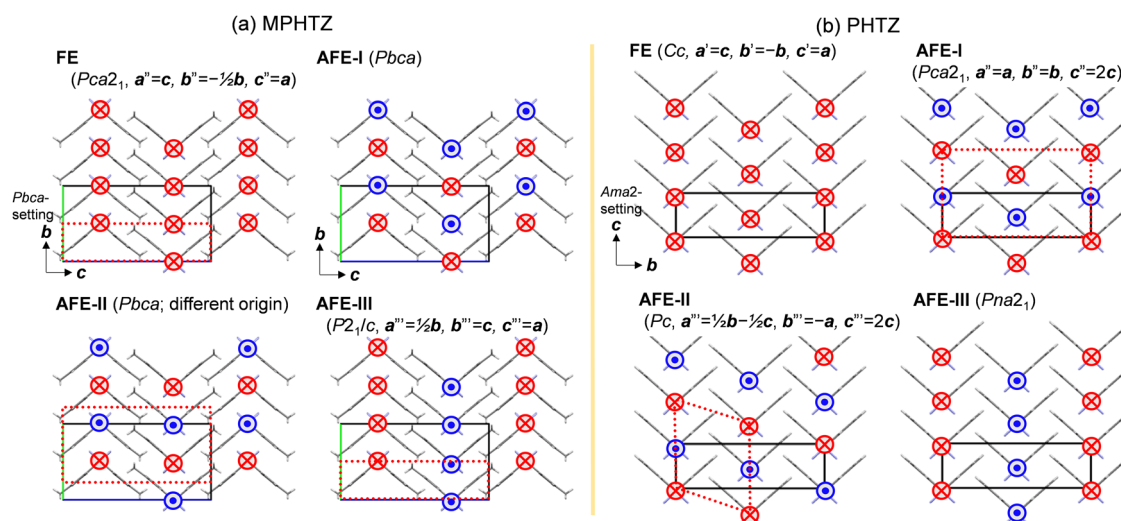 (a) MPHTZ
FE
(Pca2₁, a''=c, b''=−½b, c''=a)
AFE-I (Pbca)
Pbca-
setting
b
c
b
c
AFE-II (Pbca; different origin)
AFE-III
(P2₁/c, a'''=½b, b'''=c, c'''=a)
(b) PHTZ
FE (Cc, a'=c, b'=−b, c'=a)
AFE-I
(Pca2₁, a''=a, b''=b, c''=2c)
Ama2-
setting
c
b
AFE-II
(Pc, a'''=½b−½c, b'''=−a, c'''=2c)
AFE-III (Pna2₁)